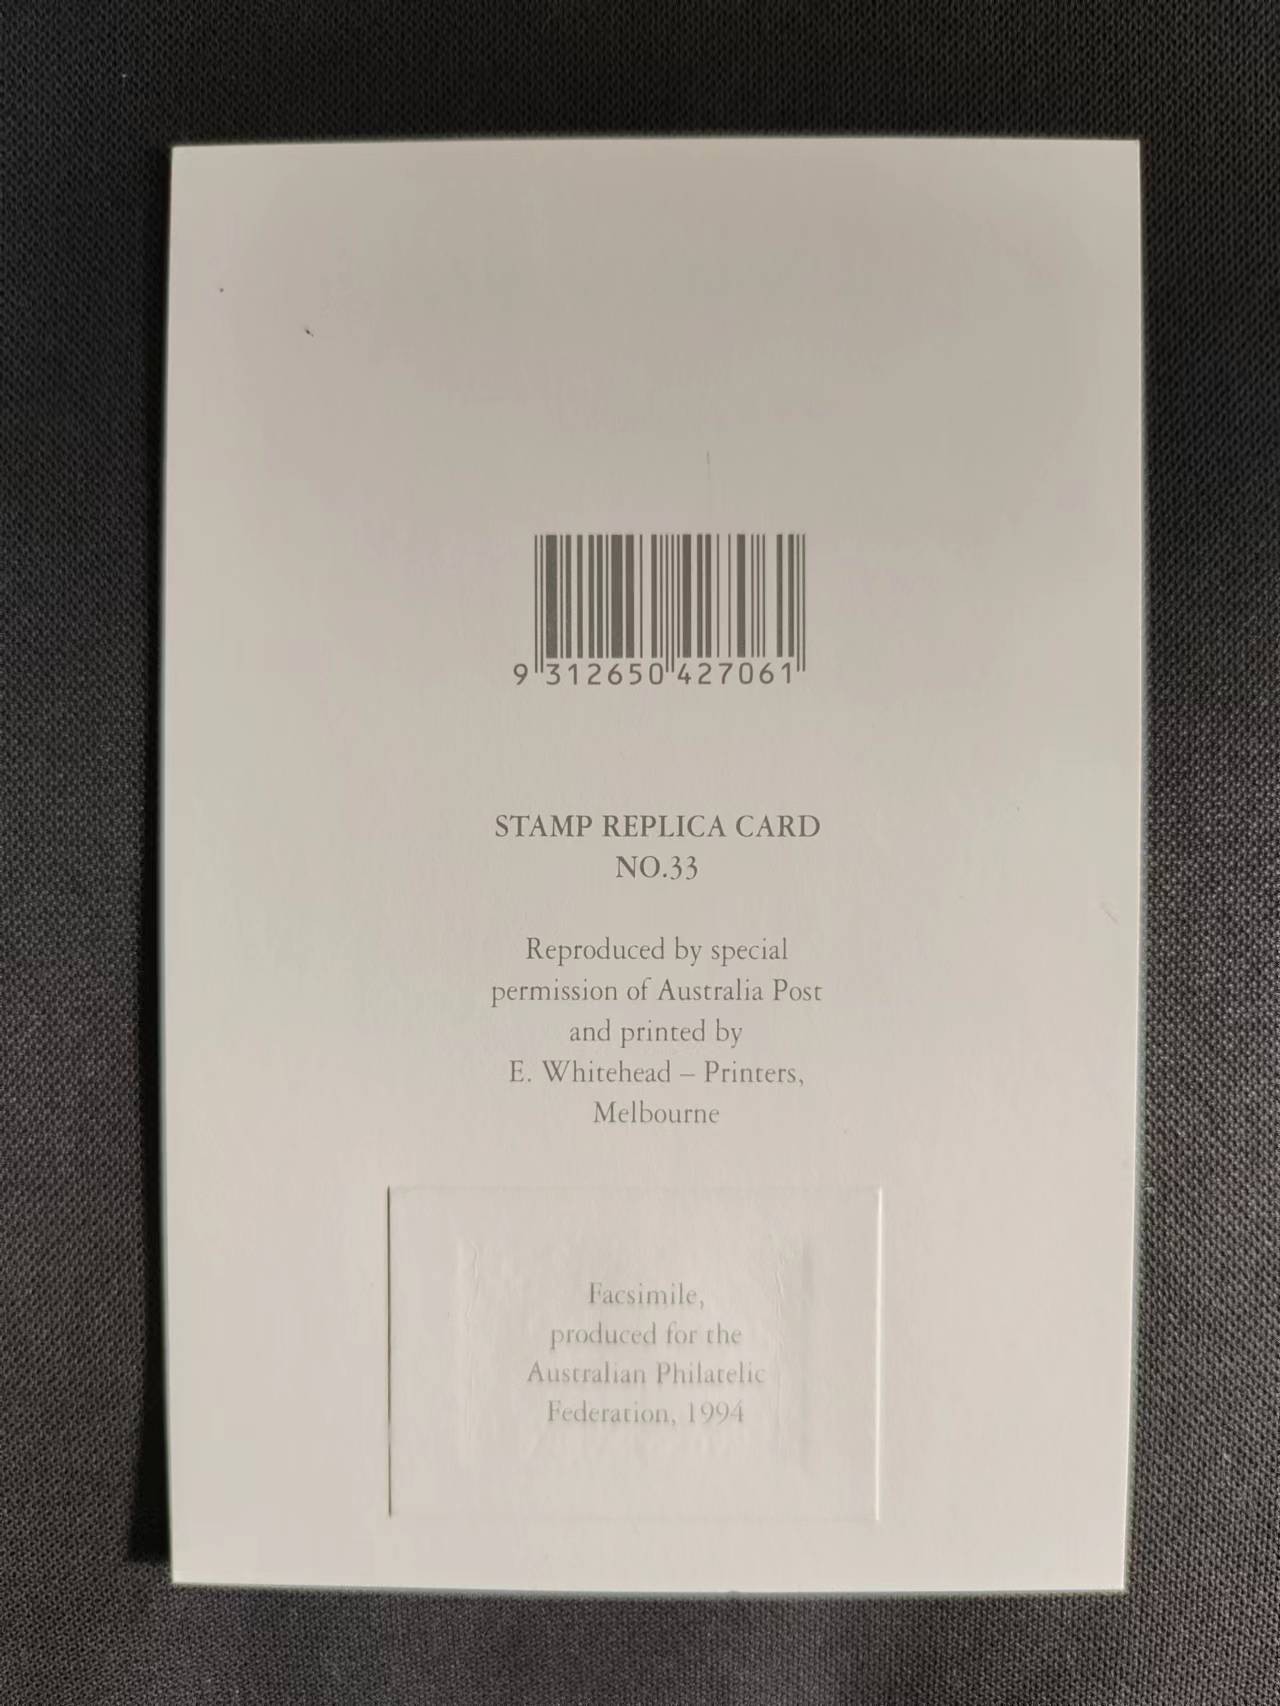 9 312650 427061
STAMP REPLICA CARD
NO.33
Reproduced by special
permission of Australia Post
and printed by
E. Whitehead – Printers,
Melbourne
Facsimile,
produced for the
Australian Philatelic
Federation, 1994